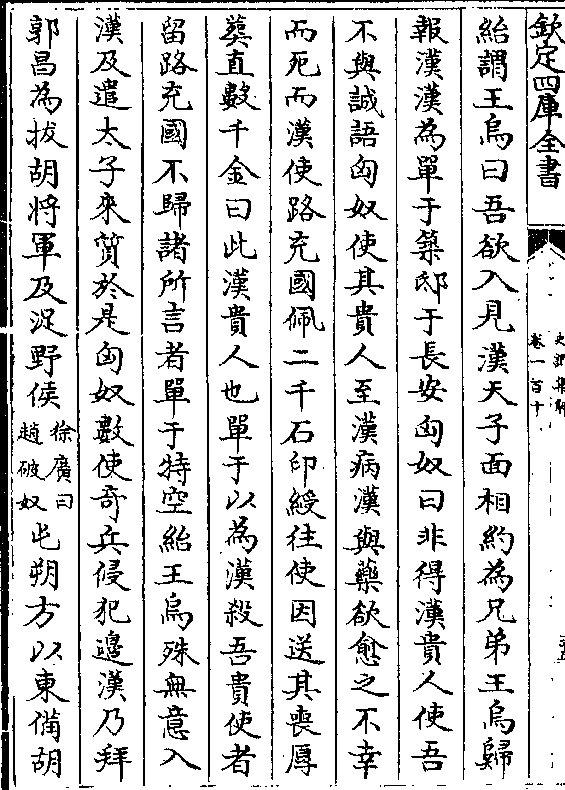 欽定四庫全書
史記集解
卷一百十
紿謂王烏曰吾欲入見漢天子面相約為兄弟王烏歸
報漢漢為單于築邸于長安匈奴曰非得漢貴人使吾
不與誠語匈奴使其貴人至漢病漢與藥欲愈之不幸
而死而漢使路充國佩二千石印綬往使因送其喪厚
葬直數千金曰此漢貴人也單于以為漢殺吾貴使者
留路充國不歸諸所言者單于特空紿王烏殊無意入
漢及遣太子來質於是匈奴數使奇兵侵犯邊漢乃拜
郭昌為拔胡將軍及浞野侯徐廣曰趙破奴屯朔方以東備胡